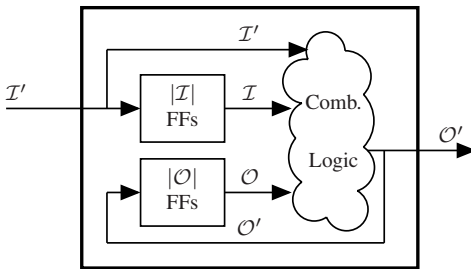 𝓘′
𝓘′
|𝓘|
FFs
𝓘
Comb.
Logic
𝓞′
|𝓞|
FFs
𝓞
𝓞′